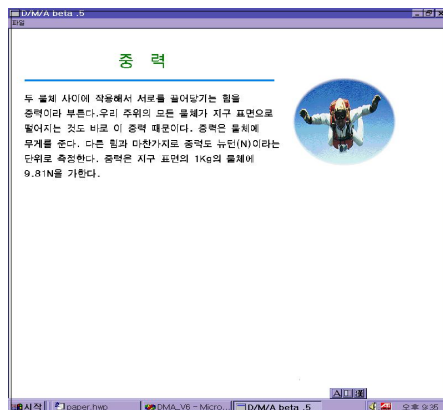 D/M/A beta .5
파일
중 력
두 물체 사이에 작용해서 서로를 끌어당기는 힘을
중력이라 부른다.우리 주위의 모든 물체가 지구 표면으로
떨어지는 것도 바로 이 중력 때문이다. 중력은 물체에
무게를 준다. 다른 힘과 마찬가지로 중력도 뉴턴(N)이라는
단위로 측정한다. 중력은 지구 표면의 1Kg의 물체에
9.81N을 가한다.
시작 paper.hwp DMA_V6 - Micro... D/M/A beta .5 오후 9:35